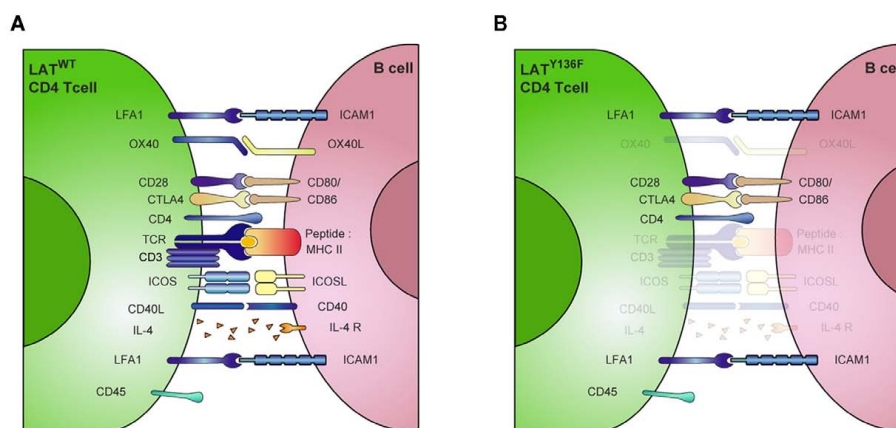 A
LAT^WT
CD4 Tcell
B cell
LFA1
ICAM1
OX40
OX40L
CD28
CD80/
CTLA4
CD86
CD4
TCR
Peptide :
MHC II
CD3
ICOS
ICOSL
CD40L
CD40
IL-4
IL-4 R
LFA1
ICAM1
CD45
B
LAT^Y136F
CD4 Tcell
B ce
LFA1
ICAM1
OX40
OX40L
CD28
CD80/
CTLA4
CD86
CD4
TCR
Peptide :
MHC II
CD3
ICOS
ICOSL
CD40L
CD40
IL-4
IL-4 R
LFA1
ICAM1
CD45